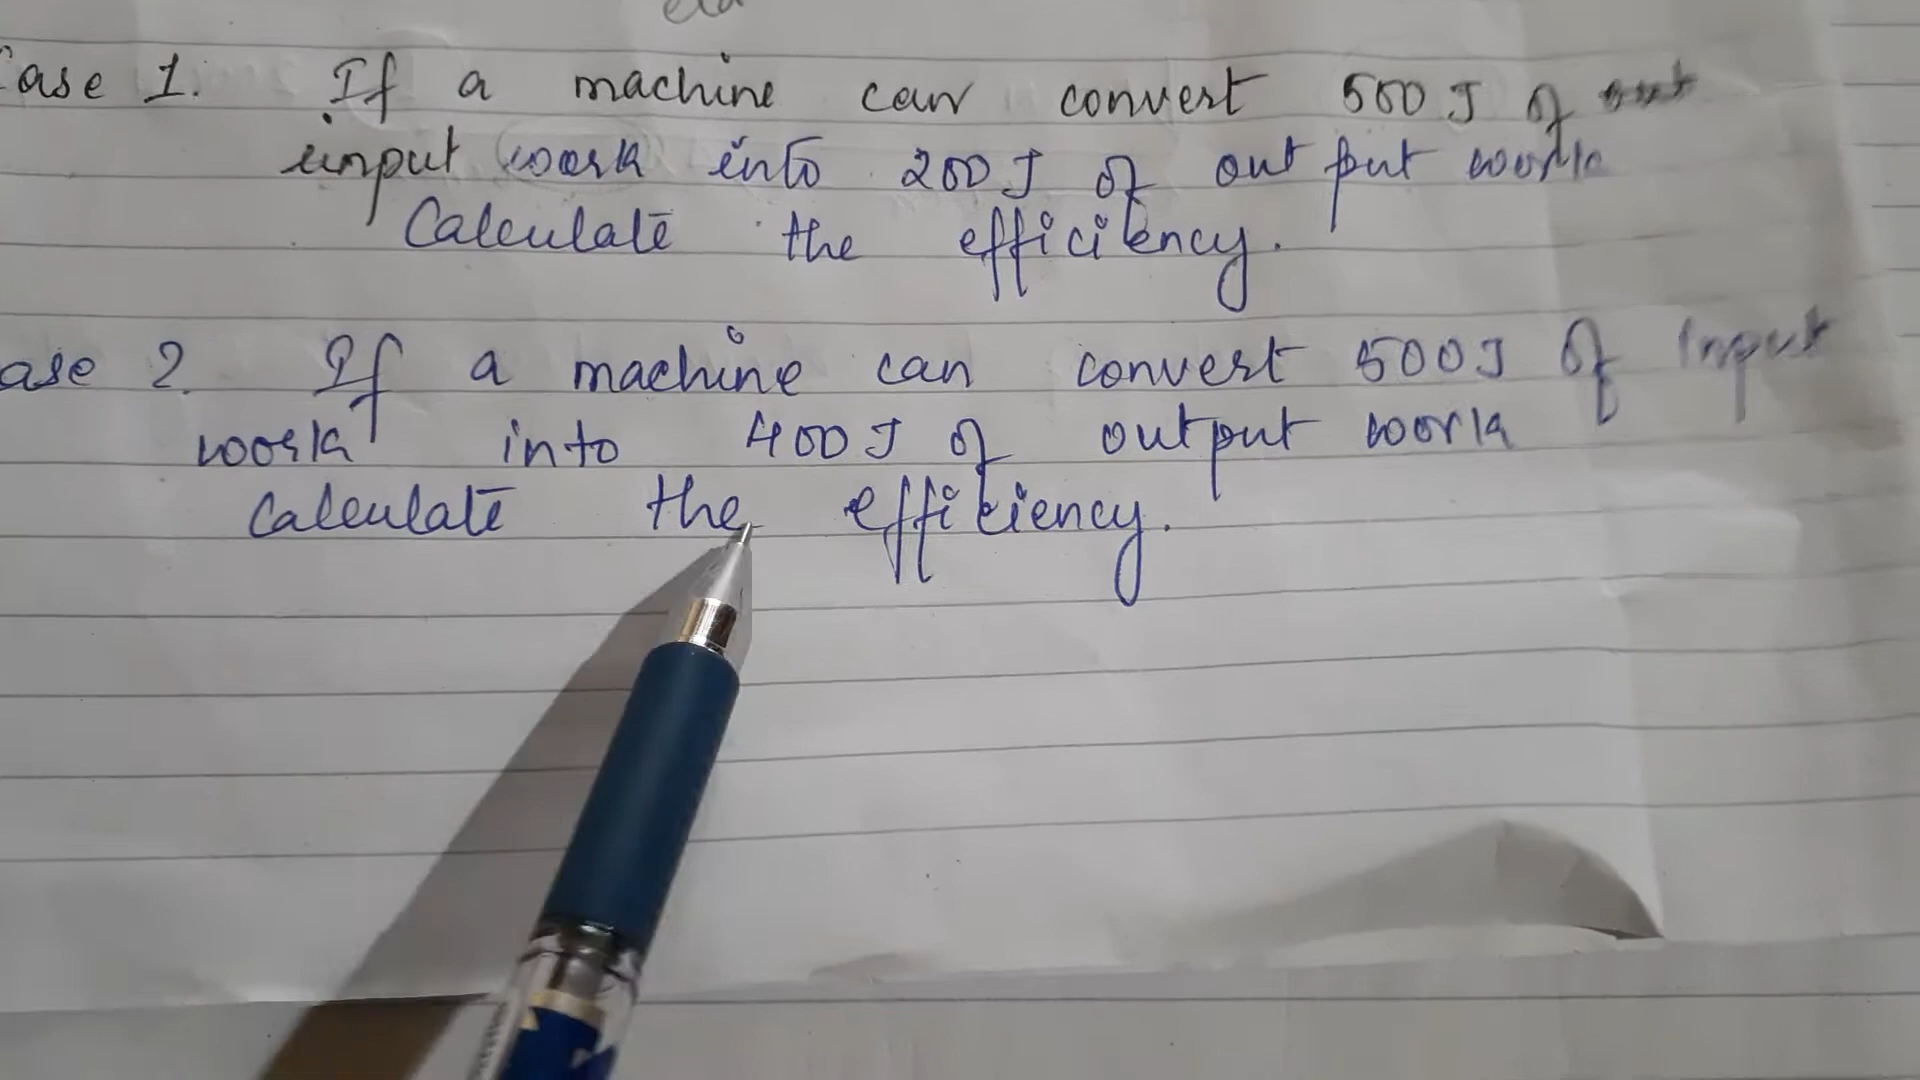 ase 1. If a machine can convert 500 J of
input work into 200 J of out put work
Calculate the efficiency.
ase 2. If a machine can convert 500 J of Input
work into 400 J of output work
Calculate the efficiency.